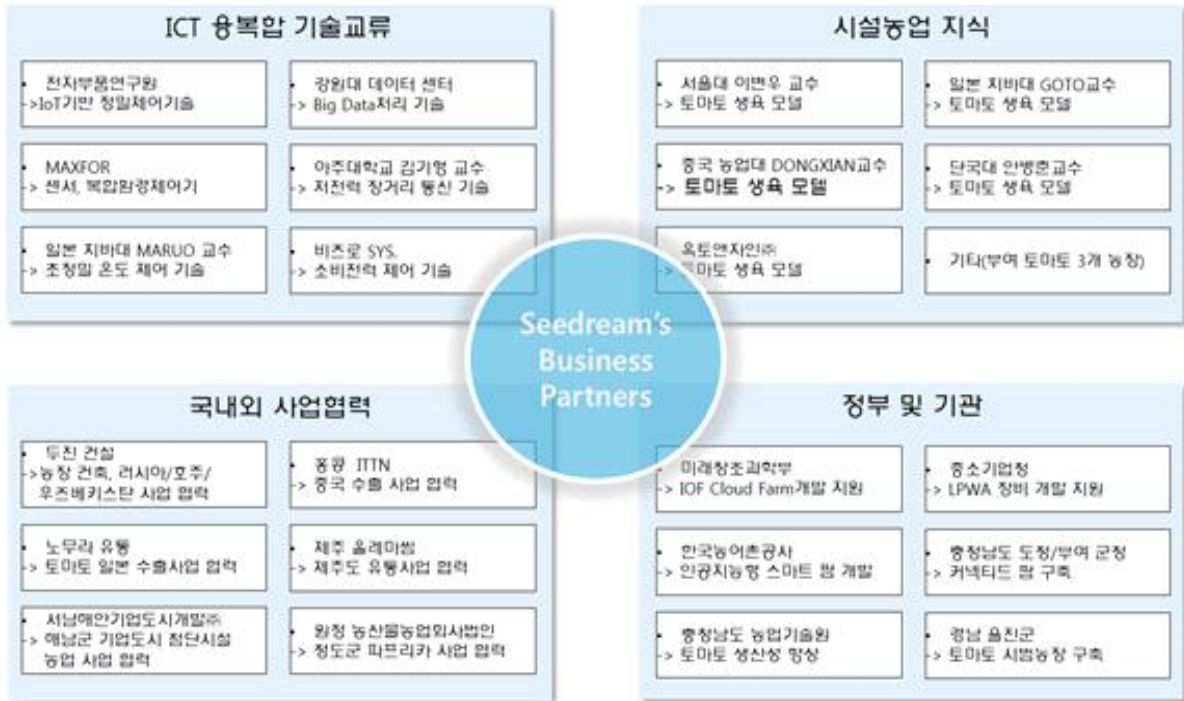 ICT 융복합 기술교류
• 전자부품연구원
->IoT기반 정밀제어기술
• 강원대 데이터 센터
-> Big Data처리 기술
• MAXFOR
-> 센서, 복합환경제어기
• 아주대학교 김기형 교수
-> 저전력 장거리 통신 기술
• 일본 지바대 MARUO 교수
-> 초정밀 온도 제어 기술
• 비즈로 SYS.
-> 소비전력 제어 기술
시설농업 지식
• 서울대 이변우 교수
-> 토마토 생육 모델
• 일본 지바대 GOTO교수
-> 토마토 생육 모델
• 중국 농업대 DONGXIAN교수
-> 토마토 생육 모델
• 단국대 안병훈교수
-> 토마토 생육 모델
옥토앤자인㈜
-> 토마토 생육 모델
• 기타(부여 토마토 3개 농장)
Seedream's
Business
Partners
국내외 사업협력
• 두진 건설
->농장 건축, 러시아/호주/
우즈베키스탄 사업 협력
• 홍콩 ITTN
-> 중국 수출 사업 협력
• 노무라 유통
-> 토마토 일본 수출사업 협력
• 제주 올레마씸
-> 제주도 유통사업 협력
• 서남해안기업도시개발㈜
-> 해남군 기업도시 첨단시설
농업 사업 협력
• 원정 농산물농업회사법인
-> 청도군 파프리카 사업 협력
정부 및 기관
미래창조과학부
-> IOF Cloud Farm개발 지원
• 중소기업청
-> LPWA 장비 개발 지원
• 한국농어촌공사
-> 인공지능형 스마트 팜 개발
• 충청남도 도정/부여 군정
-> 커넥티드 팜 구축
• 충청남도 농업기술원
-> 토마토 생산성 향상
• 경남 울진군
-> 토마토 시범농장 구축